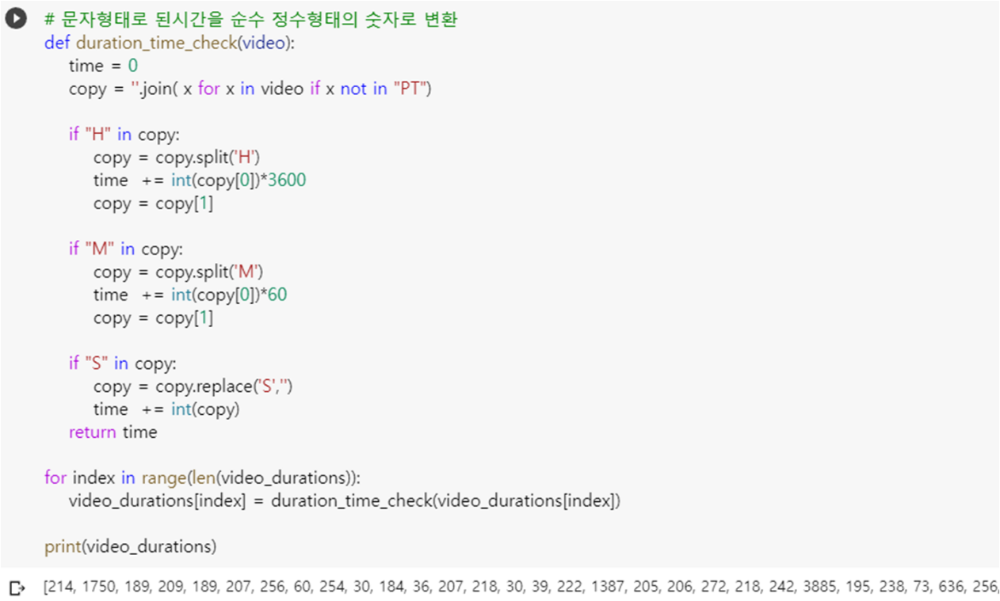 # 문자형태로 된시간을 순수 정수형태의 숫자로 변환
def duration_time_check(video):
time = 0
copy = ''.join( x for x in video if x not in "PT")
if "H" in copy:
copy = copy.split('H')
time += int(copy[0])*3600
copy = copy[1]
if "M" in copy:
copy = copy.split('M')
time += int(copy[0])*60
copy = copy[1]
if "S" in copy:
copy = copy.replace('S','')
time += int(copy)
return time
for index in range(len(video_durations)):
video_durations[index] = duration_time_check(video_durations[index])
print(video_durations)
[214, 1750, 189, 209, 189, 207, 256, 60, 254, 30, 184, 36, 207, 218, 30, 39, 222, 1387, 205, 206, 272, 218, 242, 3885, 195, 238, 73, 636, 256,